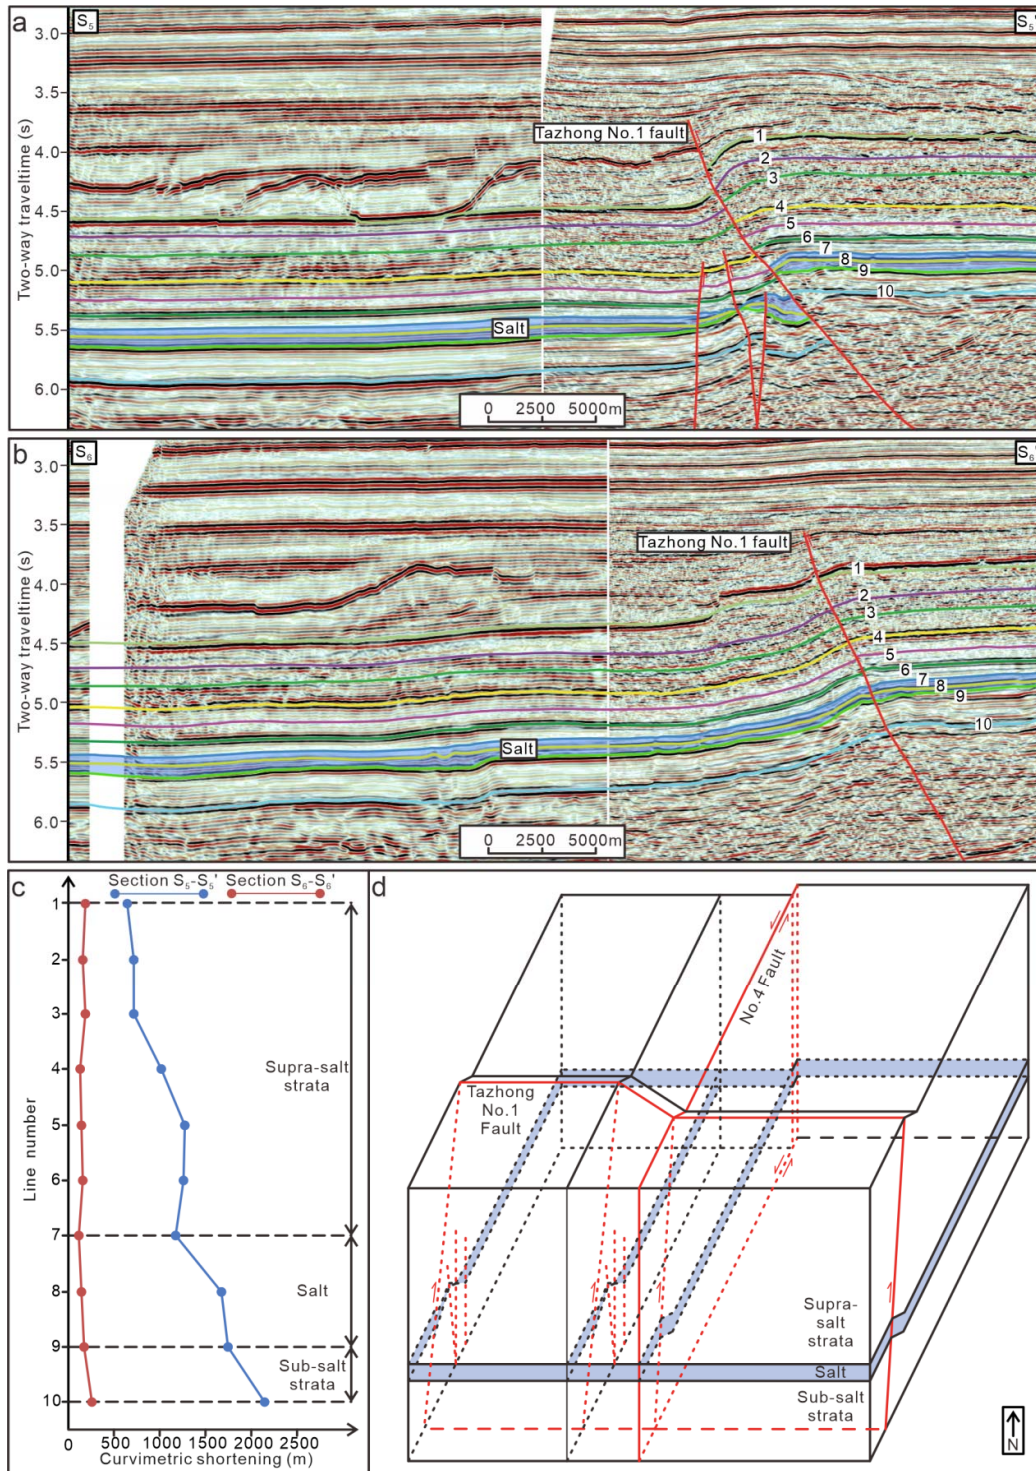 a
S5
S5'
3.0
3.5
4.0
4.5
5.0
5.5
6.0
Two-way traveltime (s)
Tazhong No.1 fault
1
2
3
4
5
6
7
8
9
10
Salt
0 2500 5000m
b
S6
S6'
3.0
3.5
4.0
4.5
5.0
5.5
6.0
Two-way traveltime (s)
Tazhong No.1 fault
1
2
3
4
5
6
7
8
9
10
Salt
0 2500 5000m
c
Section S5-S5' Section S6-S6'
1
2
3
4
5
6
7
8
9
10
Line number
Supra-salt
strata
Salt
Sub-salt
strata
0 500 1000 1500 2000 2500
Curvimetric shortening (m)
d
No.4 Fault
Tazhong
No.1
Fault
Supra-
salt
strata
Salt
Sub-salt
strata
N